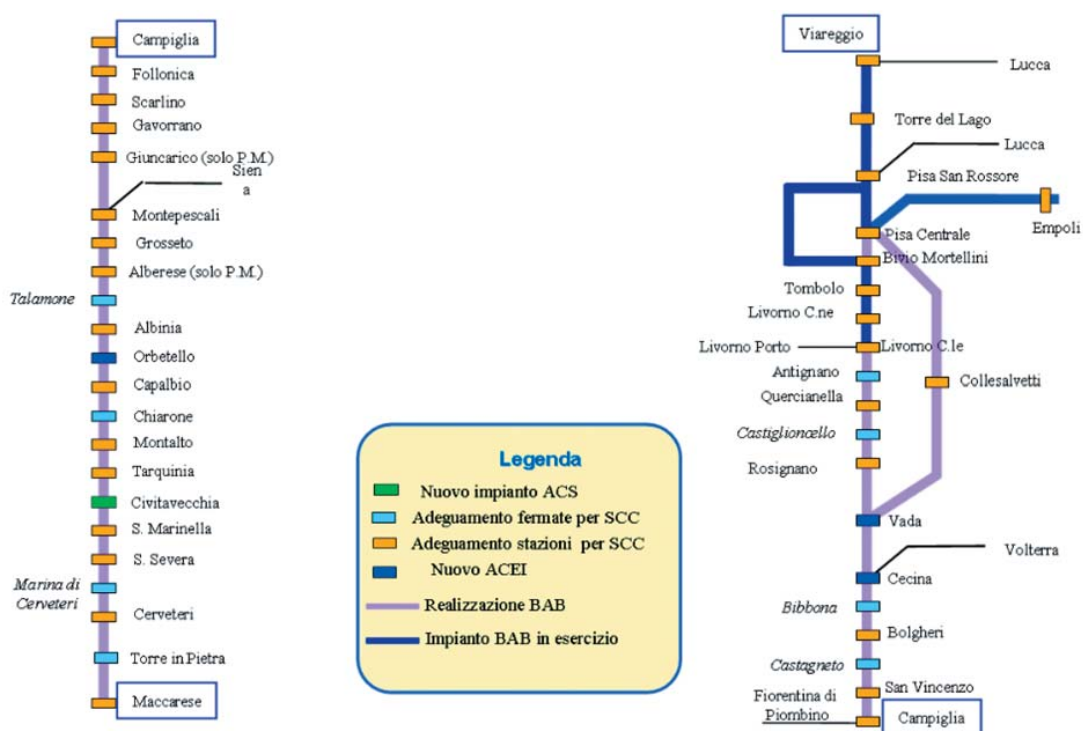 Campiglia
Follonica
Scarlino
Gavorrano
Giuncarico (solo P.M.)
Sien
a
Montepescali
Grosseto
Alberese (solo P.M.)
Talamone
Albinia
Orbetello
Capalbio
Chiarone
Montalto
Tarquinia
Civitavecchia
S. Marinella
S. Severa
Marina di
Cerveteri
Cerveteri
Torre in Pietra
Maccarese
Legenda
Nuovo impianto ACS
Adeguamento fermate per SCC
Adeguamento stazioni per SCC
Nuovo ACEI
Realizzazione BAB
Impianto BAB in esercizio
Viareggio
Lucca
Torre del Lago
Lucca
Pisa San Rossore
Empoli
Pisa Centrale
Bivio Mortellini
Tombolo
Livorno C.ne
Livorno Porto
Livorno C.le
Antignano
Quercianella
Collesalvetti
Castiglioncello
Rosignano
Vada
Volterra
Cecina
Bibbona
Bolgheri
Castagneto
San Vincenzo
Fiorentina di
Piombino
Campiglia